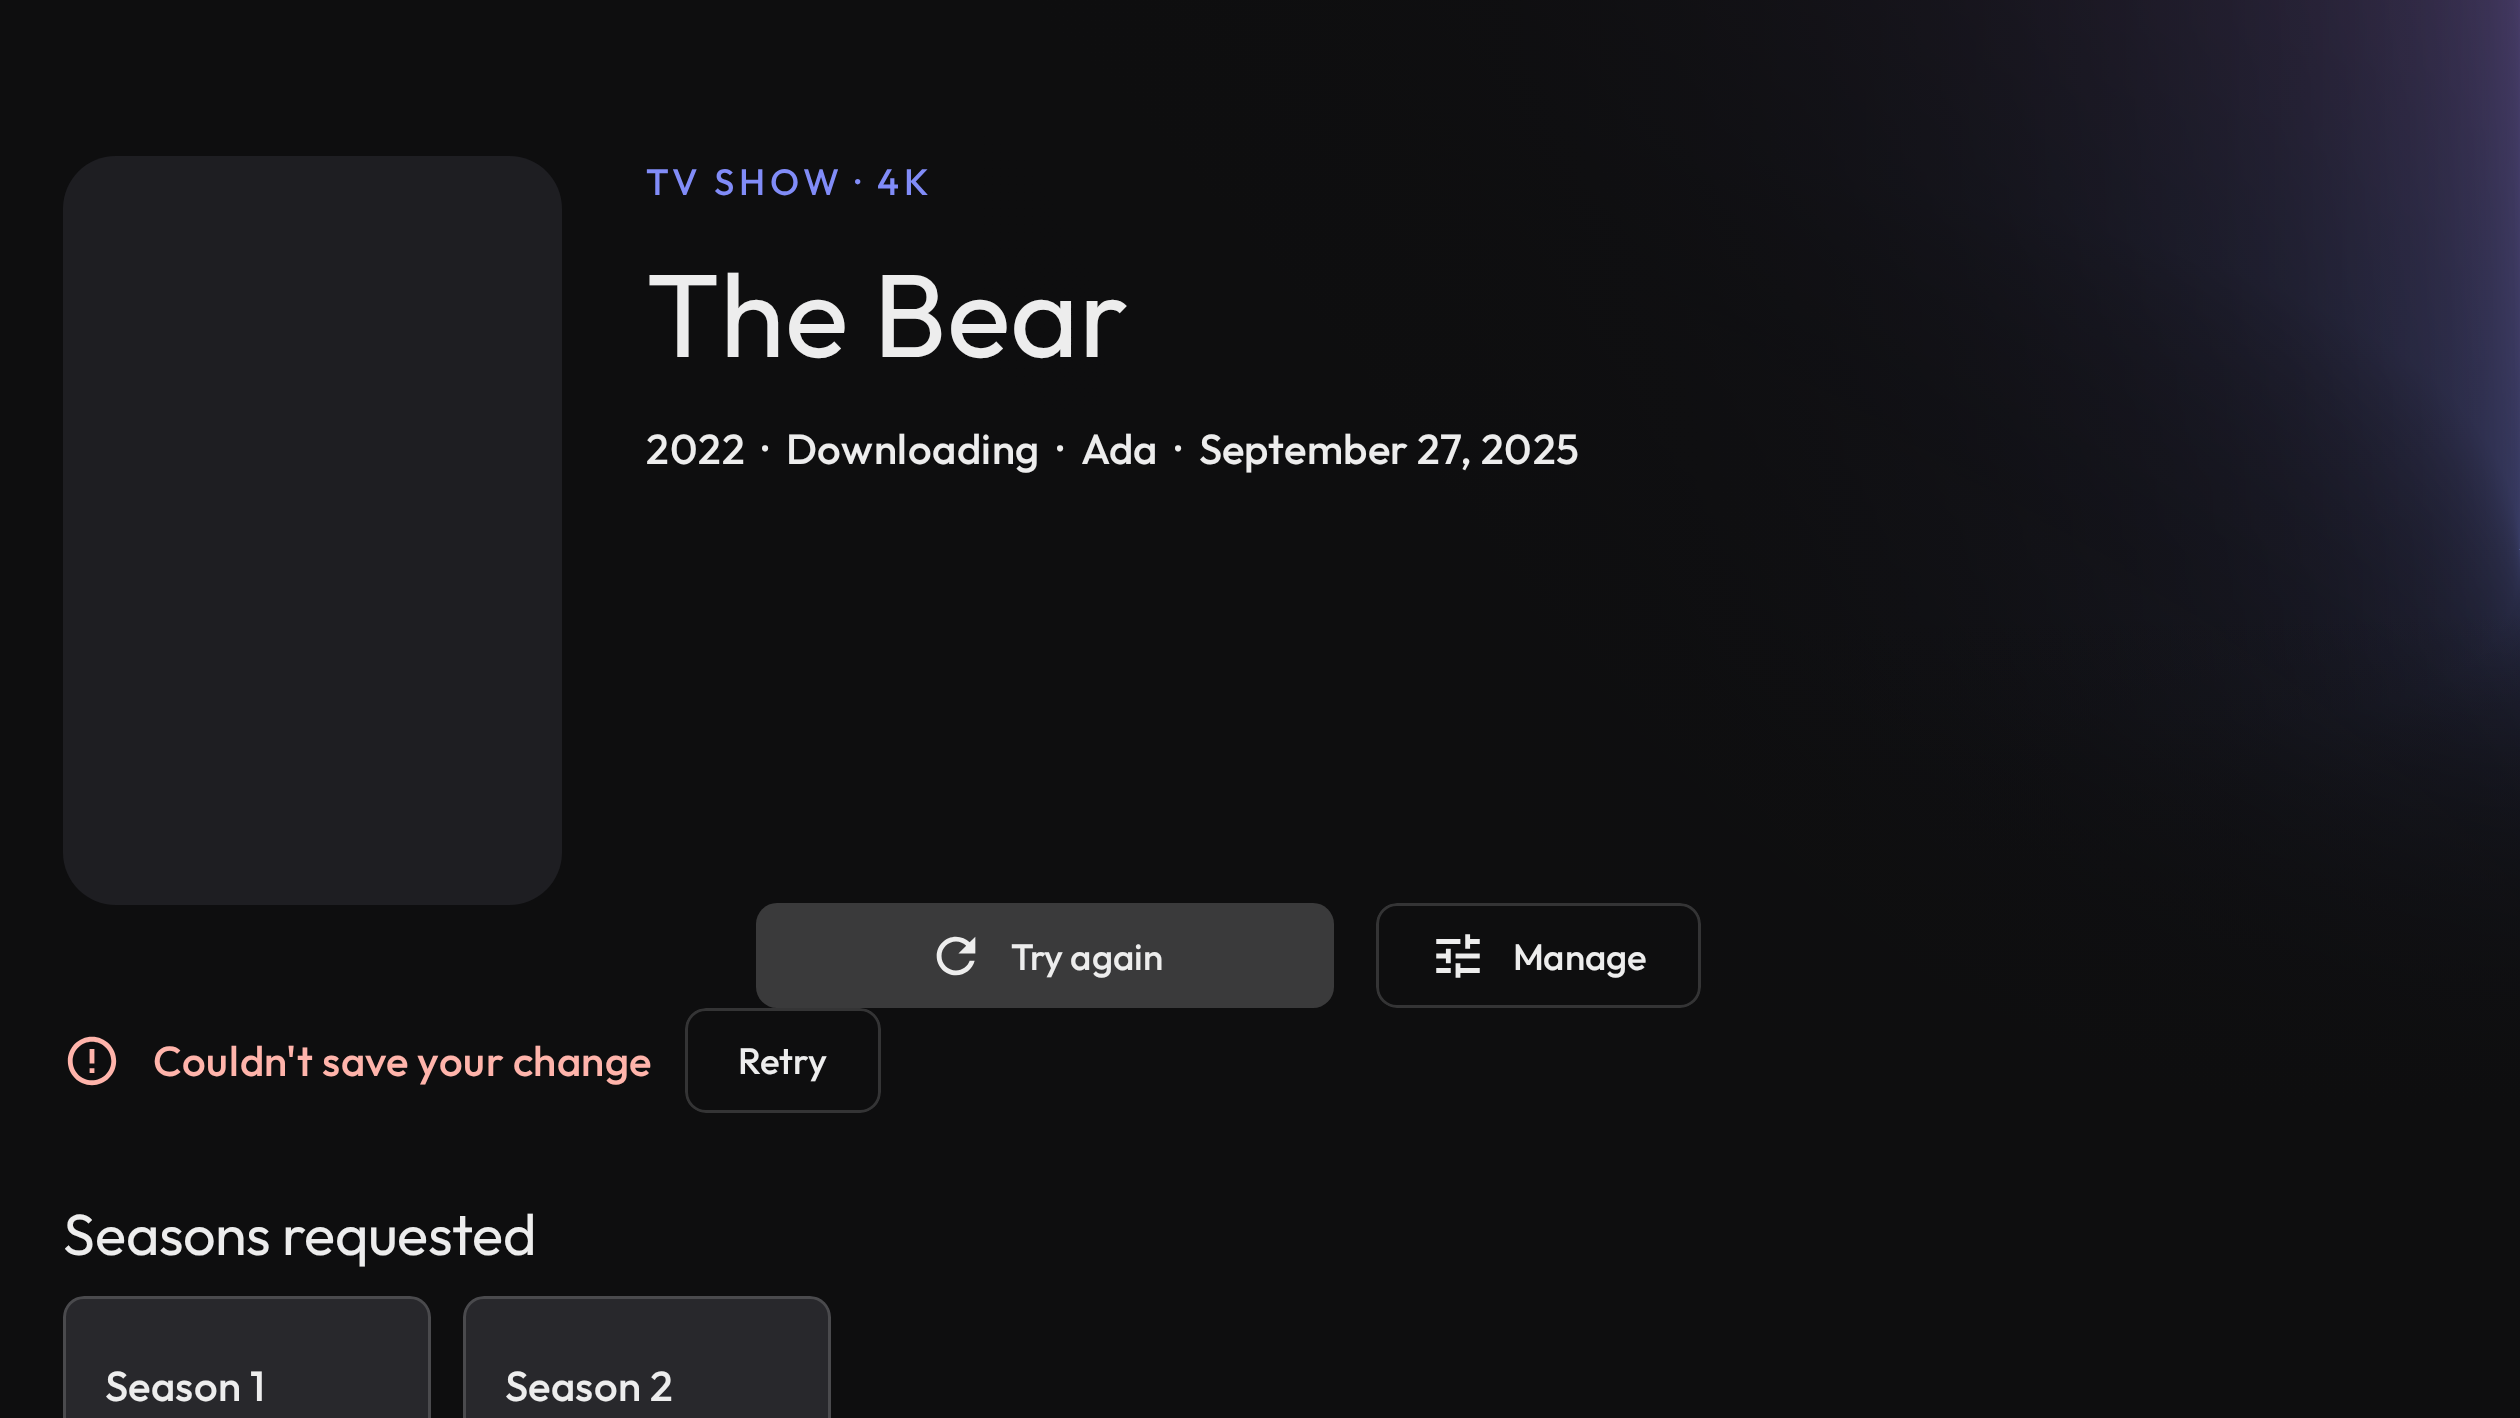 TV SHOW · 4K
The Bear
2022 · Downloading · Ada · September 27, 2025
Try again
Manage
Couldn't save your change
Retry
Seasons requested
Season 1
Season 2